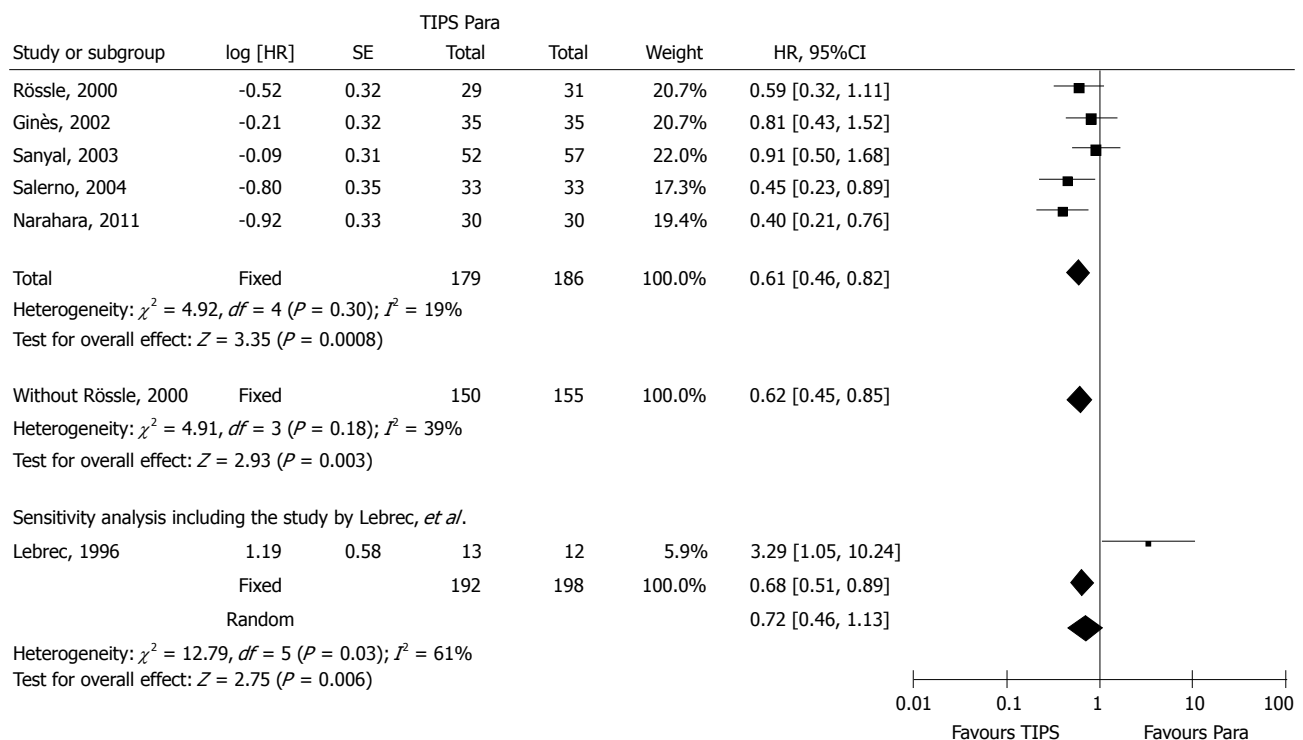 TIPS Para
Study or subgroup log [HR] SE Total Total Weight HR, 95%CI
Rössle, 2000 -0.52 0.32 29 31 20.7% 0.59 [0.32, 1.11]
Ginès, 2002 -0.21 0.32 35 35 20.7% 0.81 [0.43, 1.52]
Sanyal, 2003 -0.09 0.31 52 57 22.0% 0.91 [0.50, 1.68]
Salerno, 2004 -0.80 0.35 33 33 17.3% 0.45 [0.23, 0.89]
Narahara, 2011 -0.92 0.33 30 30 19.4% 0.40 [0.21, 0.76]
Total Fixed 179 186 100.0% 0.61 [0.46, 0.82]
Heterogeneity: χ² = 4.92, df = 4 (P = 0.30); I² = 19%
Test for overall effect: Z = 3.35 (P = 0.0008)
Without Rössle, 2000 Fixed 150 155 100.0% 0.62 [0.45, 0.85]
Heterogeneity: χ² = 4.91, df = 3 (P = 0.18); I² = 39%
Test for overall effect: Z = 2.93 (P = 0.003)
Sensitivity analysis including the study by Lebrec, et al.
Lebrec, 1996 1.19 0.58 13 12 5.9% 3.29 [1.05, 10.24]
Fixed 192 198 100.0% 0.68 [0.51, 0.89]
Random 0.72 [0.46, 1.13]
Heterogeneity: χ² = 12.79, df = 5 (P = 0.03); I² = 61%
Test for overall effect: Z = 2.75 (P = 0.006)
0.01 0.1 1 10 100
Favours TIPS Favours Para